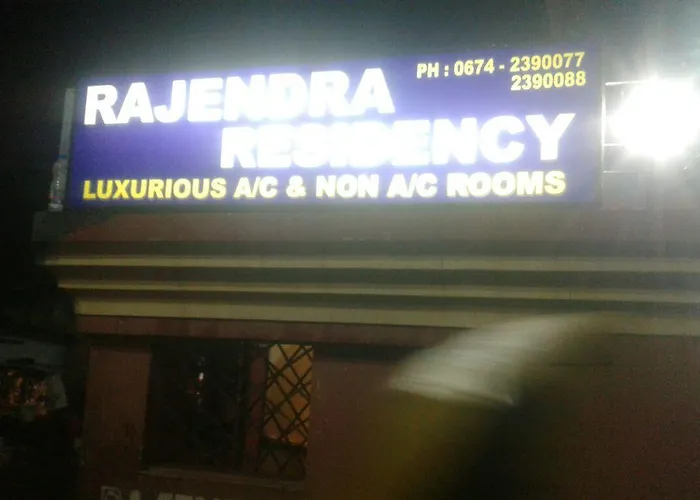 RAJENDRA
RESIDENCY
PH : 0674 - 2390077
2390088
LUXURIOUS A/C & NON A/C ROOMS